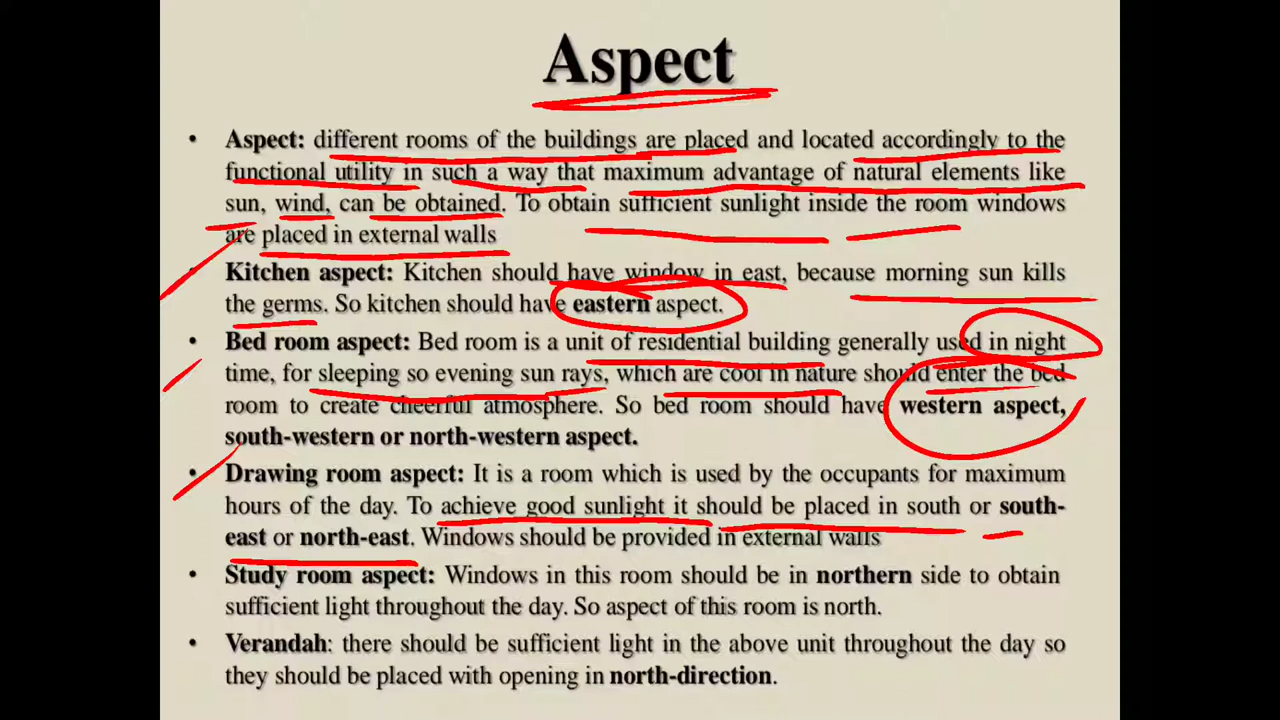 Aspect
• Aspect: different rooms of the buildings are placed and located accordingly to the
functional utility in such a way that maximum advantage of natural elements like
sun, wind, can be obtained. To obtain sufficient sunlight inside the room windows
are placed in external walls
• Kitchen aspect: Kitchen should have window in east, because morning sun kills
the germs. So kitchen should have eastern aspect.
• Bed room aspect: Bed room is a unit of residential building generally used in night
time, for sleeping so evening sun rays, which are cool in nature should enter the bed
room to create cheerful atmosphere. So bed room should have western aspect,
south-western or north-western aspect.
• Drawing room aspect: It is a room which is used by the occupants for maximum
hours of the day. To achieve good sunlight it should be placed in south or south-
east or north-east. Windows should be provided in external walls
• Study room aspect: Windows in this room should be in northern side to obtain
sufficient light throughout the day. So aspect of this room is north.
• Verandah: there should be sufficient light in the above unit throughout the day so
they should be placed with opening in north-direction.